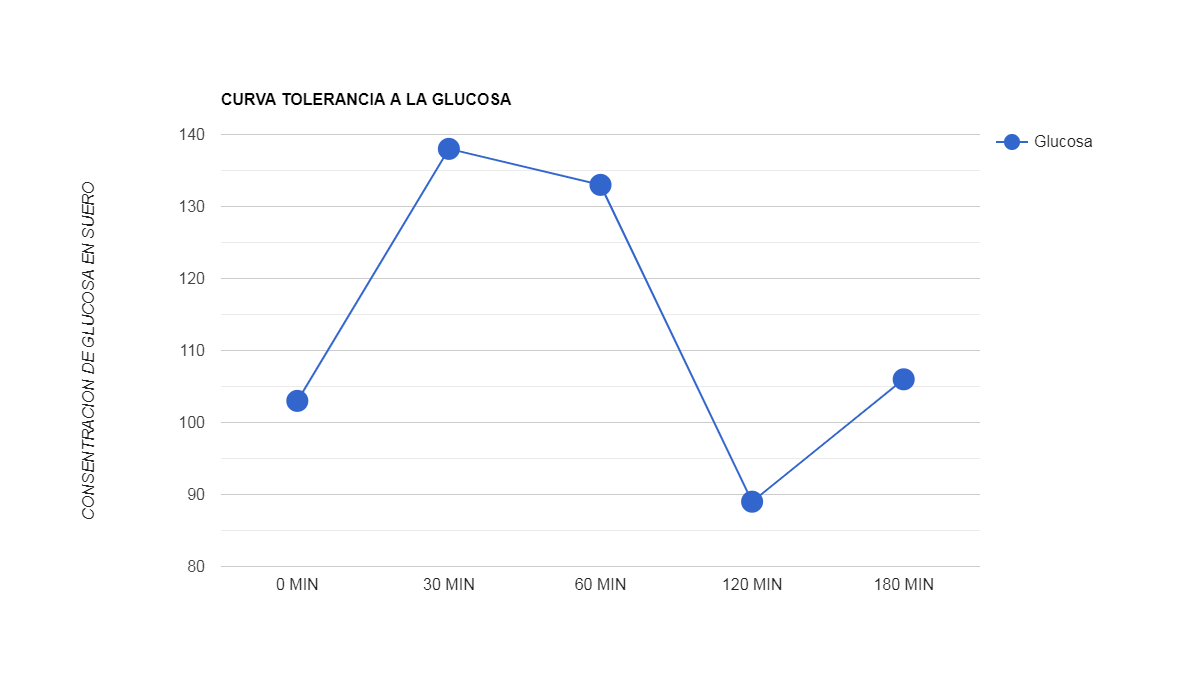 CURVA TOLERANCIA A LA GLUCOSA
Glucosa
CONSENTRACION DE GLUCOSA EN SUERO
140
130
120
110
100
90
80
0 MIN
30 MIN
60 MIN
120 MIN
180 MIN